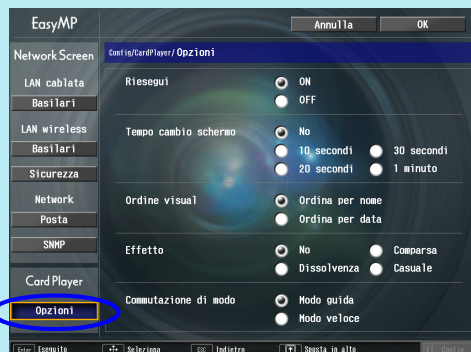 EasyMP
Annulla OK
Network Screen
Config/CardPlayer/Opzioni
LAN cablata
Basilari
LAN wireless
Basilari
Sicurezza
Network
Posta
SNMP
Card Player
Opzioni
Riesegui ON
OFF
Tempo cambio schermo No
10 secondi 30 secondi
20 secondi 1 minuto
Ordine visual Ordina per nome
Ordina per data
Effetto No Comparsa
Dissolvenza Casuale
Commutazione di modo Modo guida
Modo veloce
Enter Eseguito Seleziona ESC Indietro Sposta in alto Config